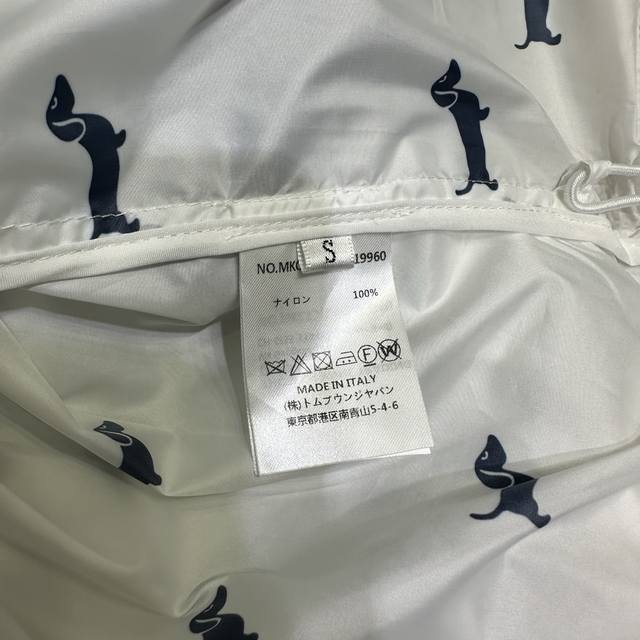 S
NO.MK 19960
ナイロン 100%
MADE IN ITALY
(株)トムブウンジャパン
東京都港区南青山5-4-6